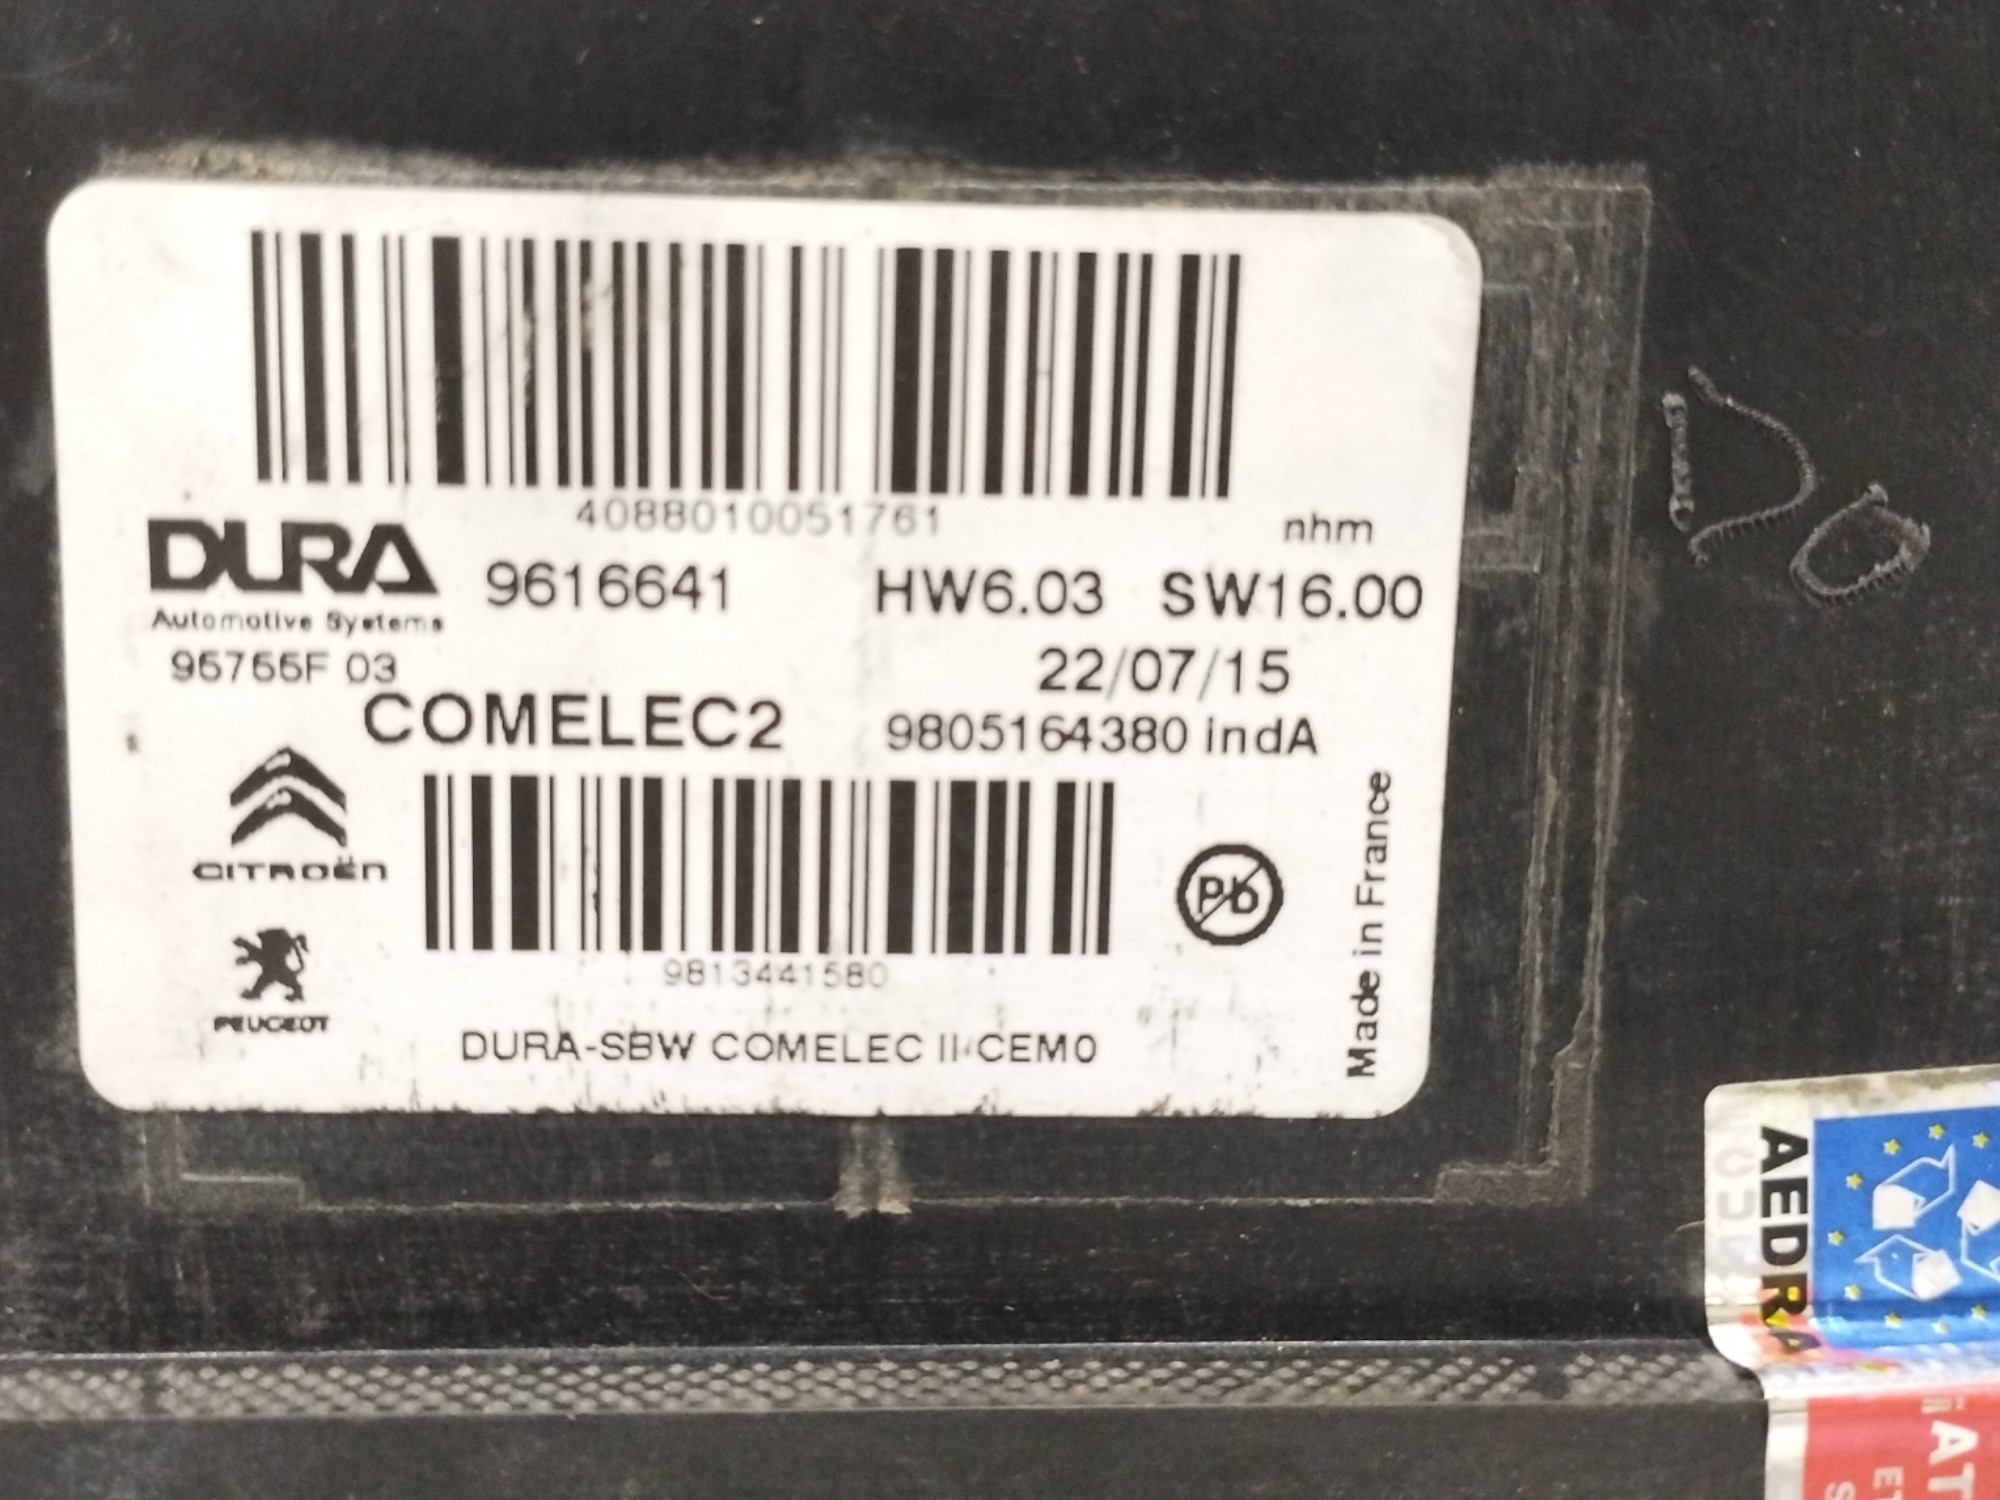 4088010051761
nhm
DURA
Automotive Systems
9616641 HW6.03 SW16.00
95755F 03
22/07/15
COMELEC2
9805164380 indA
CITROËN
Pb
9813441580
PEUGEOT
DURA-SBW COMELEC II CEM0
Made in France
AEDRA